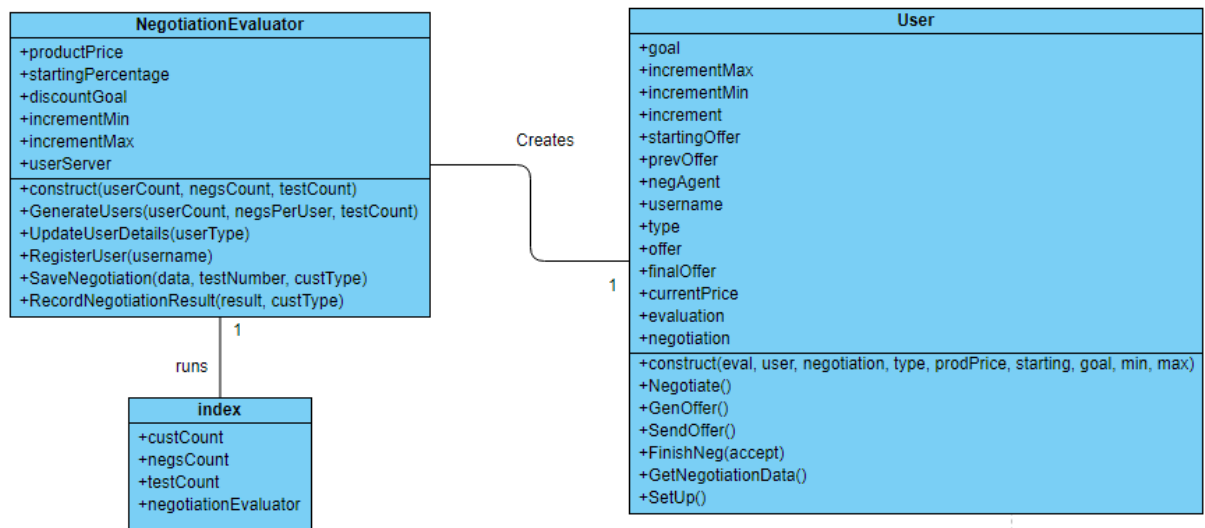 NegotiationEvaluator
+productPrice
+startingPercentage
+discountGoal
+incrementMin
+incrementMax
+userServer
+construct(userCount, negsCount, testCount)
+GenerateUsers(userCount, negsPerUser, testCount)
+UpdateUserDetails(userType)
+RegisterUser(username)
+SaveNegotiation(data, testNumber, custType)
+RecordNegotiationResult(result, custType)
1
runs
index
+custCount
+negsCount
+testCount
+negotiationEvaluator
Creates
1
User
+goal
+incrementMax
+incrementMin
+increment
+startingOffer
+prevOffer
+negAgent
+username
+type
+offer
+finalOffer
+currentPrice
+evaluation
+negotiation
+construct(eval, user, negotiation, type, prodPrice, starting, goal, min, max)
+Negotiate()
+GenOffer()
+SendOffer()
+FinishNeg(accept)
+GetNegotiationData()
+SetUp()